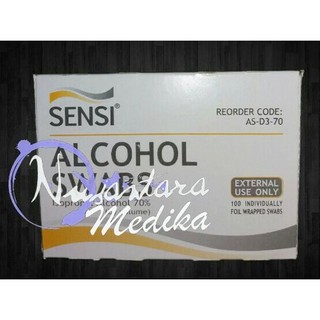 SENSI®
REORDER CODE:
AS-D3-70
ALCOHOL
SWABS
Nusantara
Medika
Isopropyl Alcohol 70%
EXTERNAL
USE ONLY
100 INDIVIDUALLY
FOIL WRAPPED SWABS